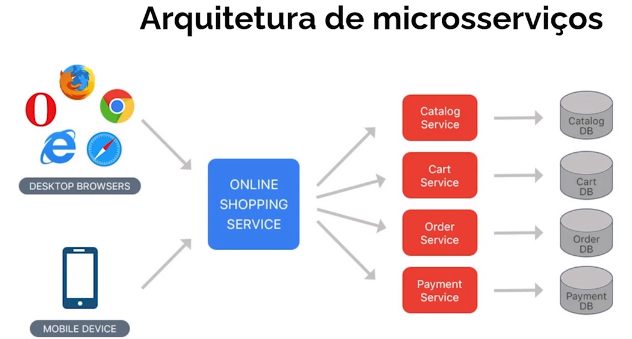 Arquitetura de microsserviços
DESKTOP BROWSERS
MOBILE DEVICE
ONLINE
SHOPPING
SERVICE
Catalog
Service
Cart
Service
Order
Service
Payment
Service
Catalog
DB
Cart
DB
Order
DB
Payment
DB